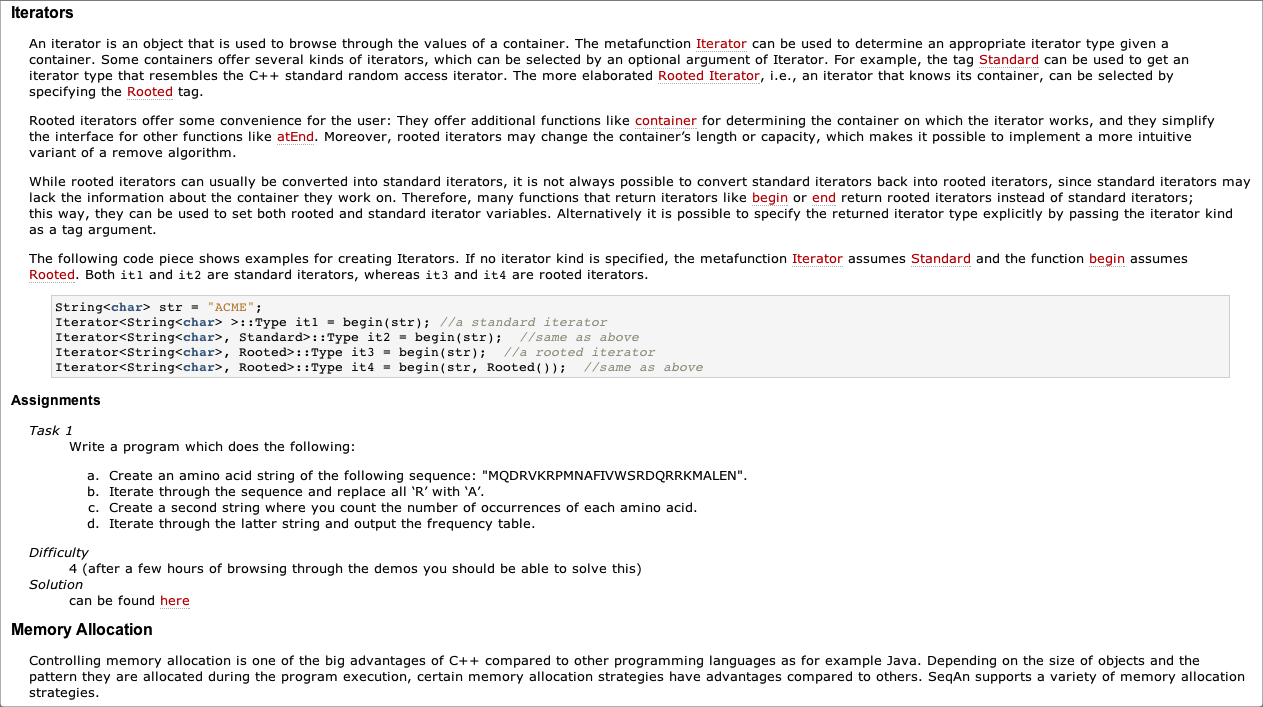 Iterators
An iterator is an object that is used to browse through the values of a container. The metafunction Iterator can be used to determine an appropriate iterator type given a
container. Some containers offer several kinds of iterators, which can be selected by an optional argument of Iterator. For example, the tag Standard can be used to get an
iterator type that resembles the C++ standard random access iterator. The more elaborated Rooted Iterator, i.e., an iterator that knows its container, can be selected by
specifying the Rooted tag.
Rooted iterators offer some convenience for the user: They offer additional functions like container for determining the container on which the iterator works, and they simplify
the interface for other functions like atEnd. Moreover, rooted iterators may change the container’s length or capacity, which makes it possible to implement a more intuitive
variant of a remove algorithm.
While rooted iterators can usually be converted into standard iterators, it is not always possible to convert standard iterators back into rooted iterators, since standard iterators may
lack the information about the container they work on. Therefore, many functions that return iterators like begin or end return rooted iterators instead of standard iterators;
this way, they can be used to set both rooted and standard iterator variables. Alternatively it is possible to specify the returned iterator type explicitly by passing the iterator kind
as a tag argument.
The following code piece shows examples for creating Iterators. If no iterator kind is specified, the metafunction Iterator assumes Standard and the function begin assumes
Rooted. Both it1 and it2 are standard iterators, whereas it3 and it4 are rooted iterators.
String<char> str = "ACME";
Iterator<String<char> >::Type it1 = begin(str); //a standard iterator
Iterator<String<char>, Standard>::Type it2 = begin(str);  //same as above
Iterator<String<char>, Rooted>::Type it3 = begin(str);  //a rooted iterator
Iterator<String<char>, Rooted>::Type it4 = begin(str, Rooted());  //same as above
Assignments
Task 1
Write a program which does the following:
a. Create an amino acid string of the following sequence: "MQDRVKRPMNAFIVWSRDQRRKMALEN".
b. Iterate through the sequence and replace all ‘R’ with ‘A’.
c. Create a second string where you count the number of occurrences of each amino acid.
d. Iterate through the latter string and output the frequency table.
Difficulty
4 (after a few hours of browsing through the demos you should be able to solve this)
Solution
can be found here
Memory Allocation
Controlling memory allocation is one of the big advantages of C++ compared to other programming languages as for example Java. Depending on the size of objects and the
pattern they are allocated during the program execution, certain memory allocation strategies have advantages compared to others. SeqAn supports a variety of memory allocation
strategies.